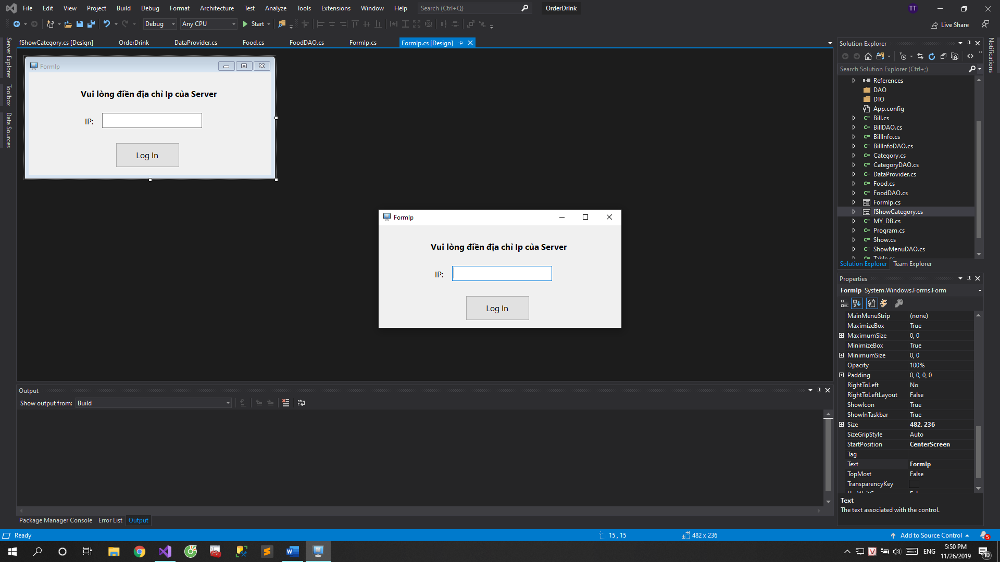 File Edit View Project Build Debug Format Architecture Test Analyze Tools Extensions Window Help Search (Ctrl+Q) OrderDrink TT
Debug Any CPU Start Live Share
Server Explorer
Toolbox
Data Sources
fShowCategory.cs [Design] OrderDrink DataProvider.cs Food.cs FoodDAO.cs FormIp.cs FormIp.cs [Design]
FormIp
Vui lòng điền địa chỉ Ip của Server
IP:
Log In
FormIp
Vui lòng điền địa chỉ Ip của Server
IP:
Log In
Output
Show output from: Build
Package Manager Console Error List Output
Solution Explorer
Search Solution Explorer (Ctrl+;)
References
DAO
DTO
App.config
C# Bill.cs
C# BillDAO.cs
C# BillInfo.cs
C# BillInfoDAO.cs
C# Category.cs
C# CategoryDAO.cs
C# DataProvider.cs
C# Food.cs
C# FoodDAO.cs
FormIp.cs
fShowCategory.cs
C# MY_DB.cs
C# Program.cs
C# Show.cs
C# ShowMenuDAO.cs
C# Table.cs
Solution Explorer Team Explorer
Notifications
Properties
FormIp System.Windows.Forms.Form
MainMenuStrip (none)
MaximizeBox True
MaximumSize 0, 0
MinimizeBox True
MinimumSize 0, 0
Opacity 100%
Padding 0, 0, 0, 0
RightToLeft No
RightToLeftLayout False
ShowIcon True
ShowInTaskbar True
Size 482, 236
SizeGripStyle Auto
StartPosition CenterScreen
Tag
Text FormIp
TopMost False
TransparencyKey
Text
The text associated with the control.
Ready 15 , 15 482 x 236 Add to Source Control 5
ENG 5:50 PM
11/26/2019 10